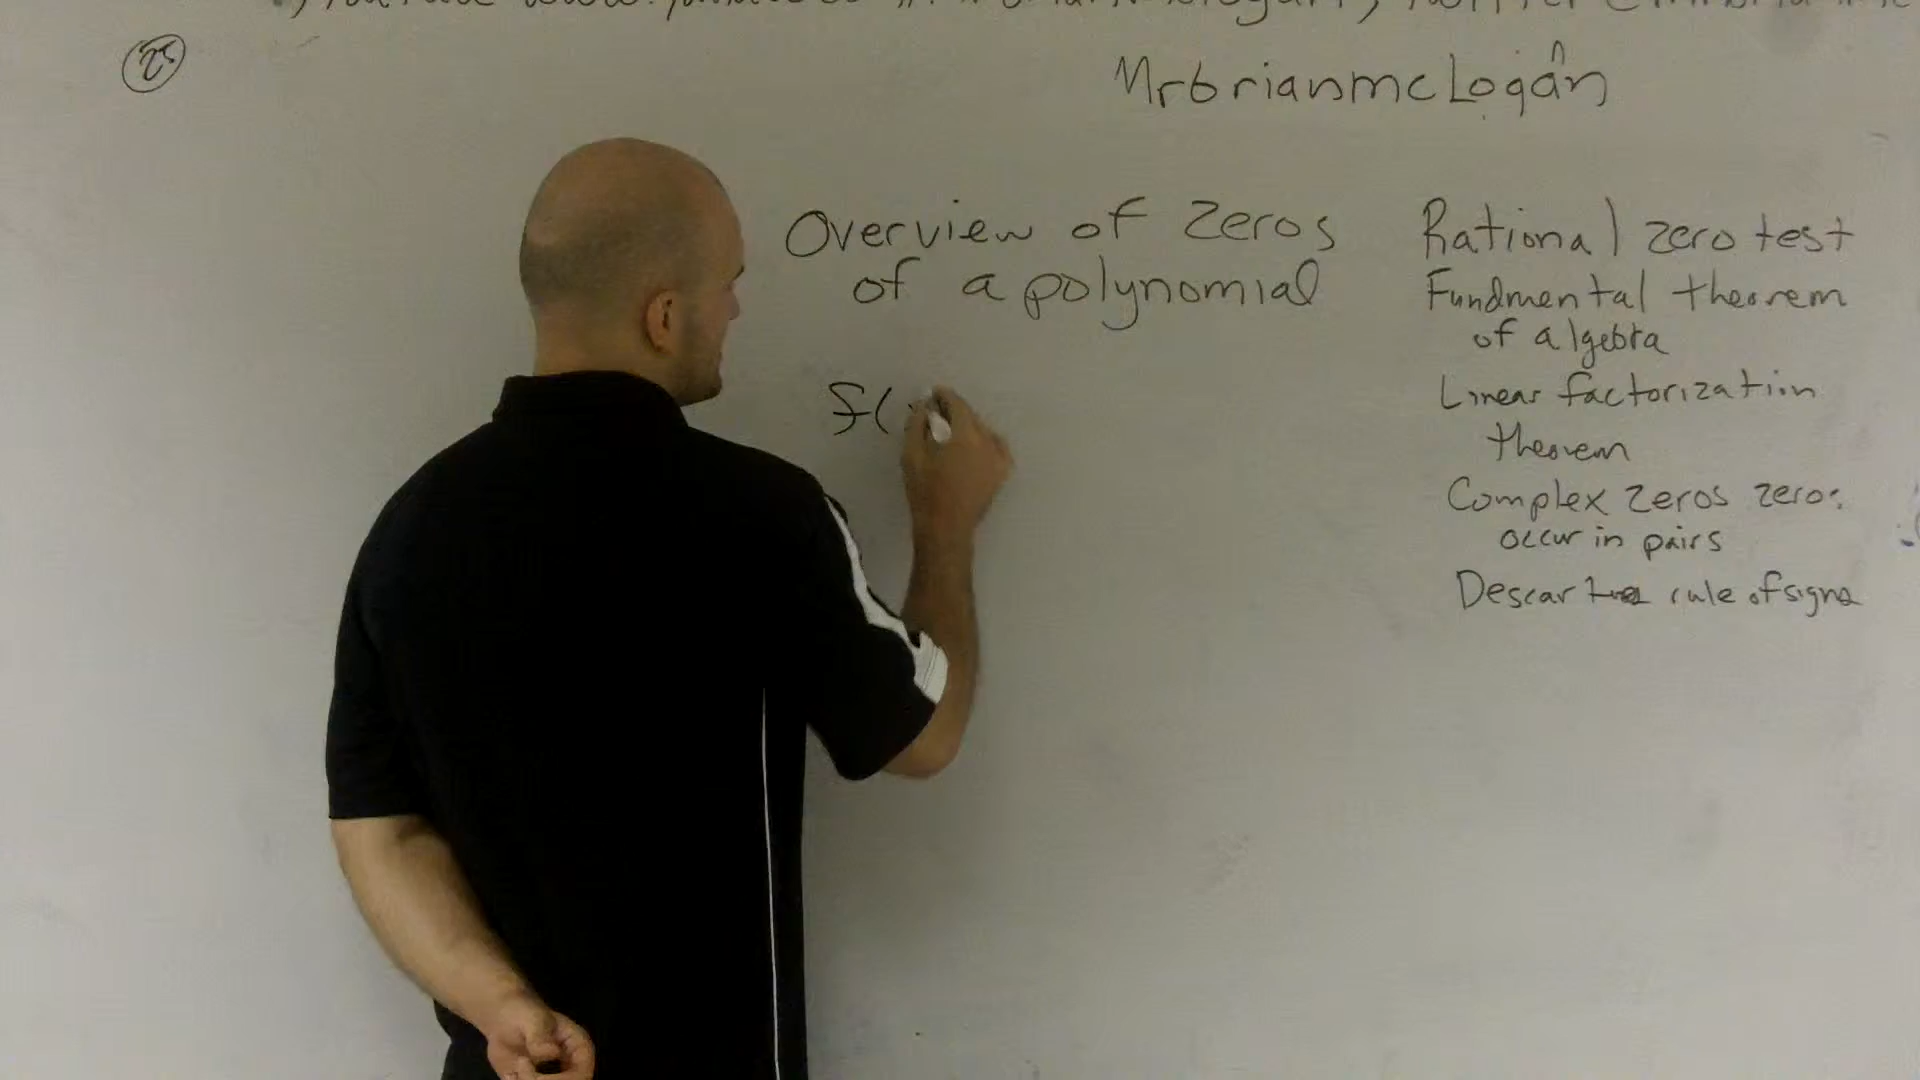 25
Mrbrianmclogan
Overview of zeros
of a polynomial
f(
Rational zero test
Fundmental theorem
of algebra
Linear factorization
theorem
Complex zeros zeros
occur in pairs
Descartes rule of signs